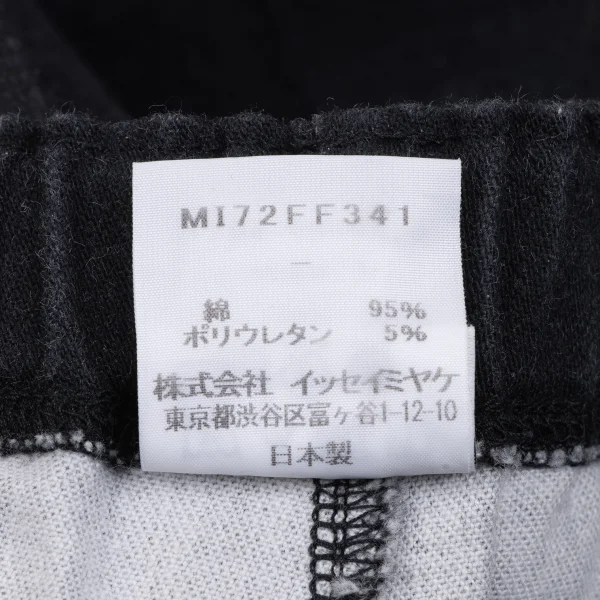 MI72FF341
—
綿 95%
ポリウレタン 5%
株式会社 イッセイミヤケ
東京都渋谷区富ヶ谷1-12-10
日本製